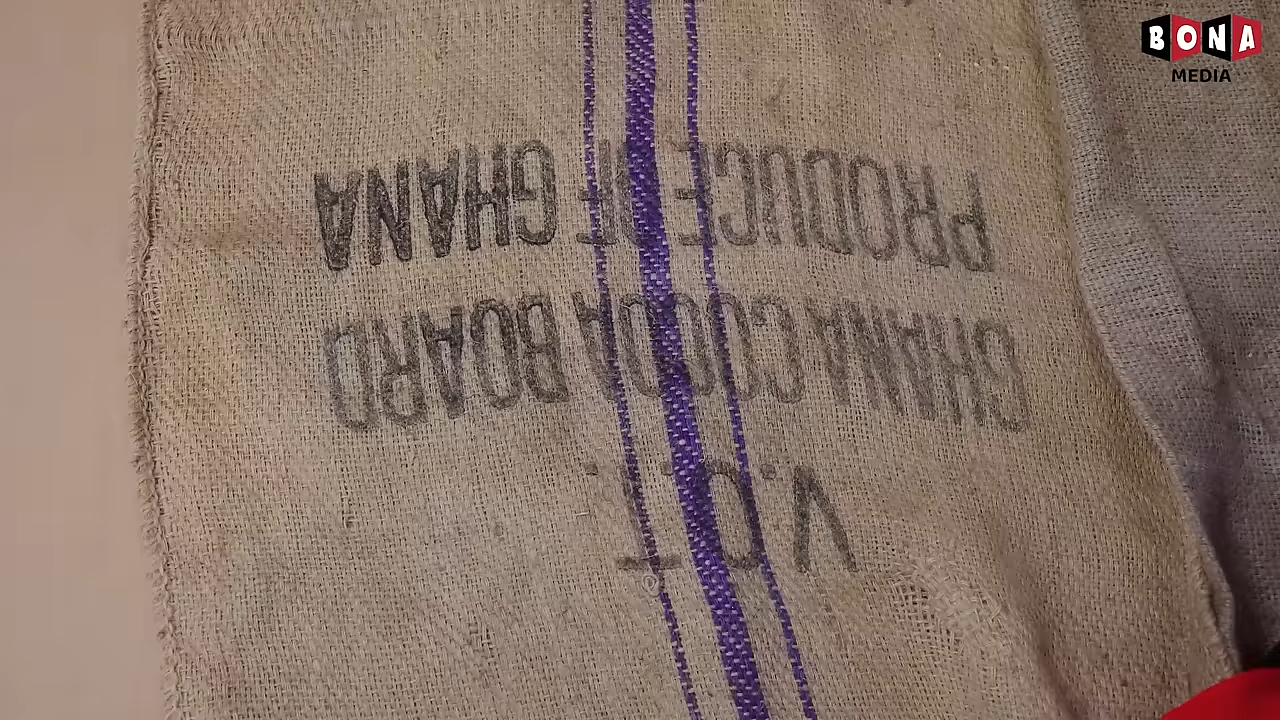 BONA
MEDIA
V.O.T.
GHANA COCOA BOARD
PRODUCE OF GHANA